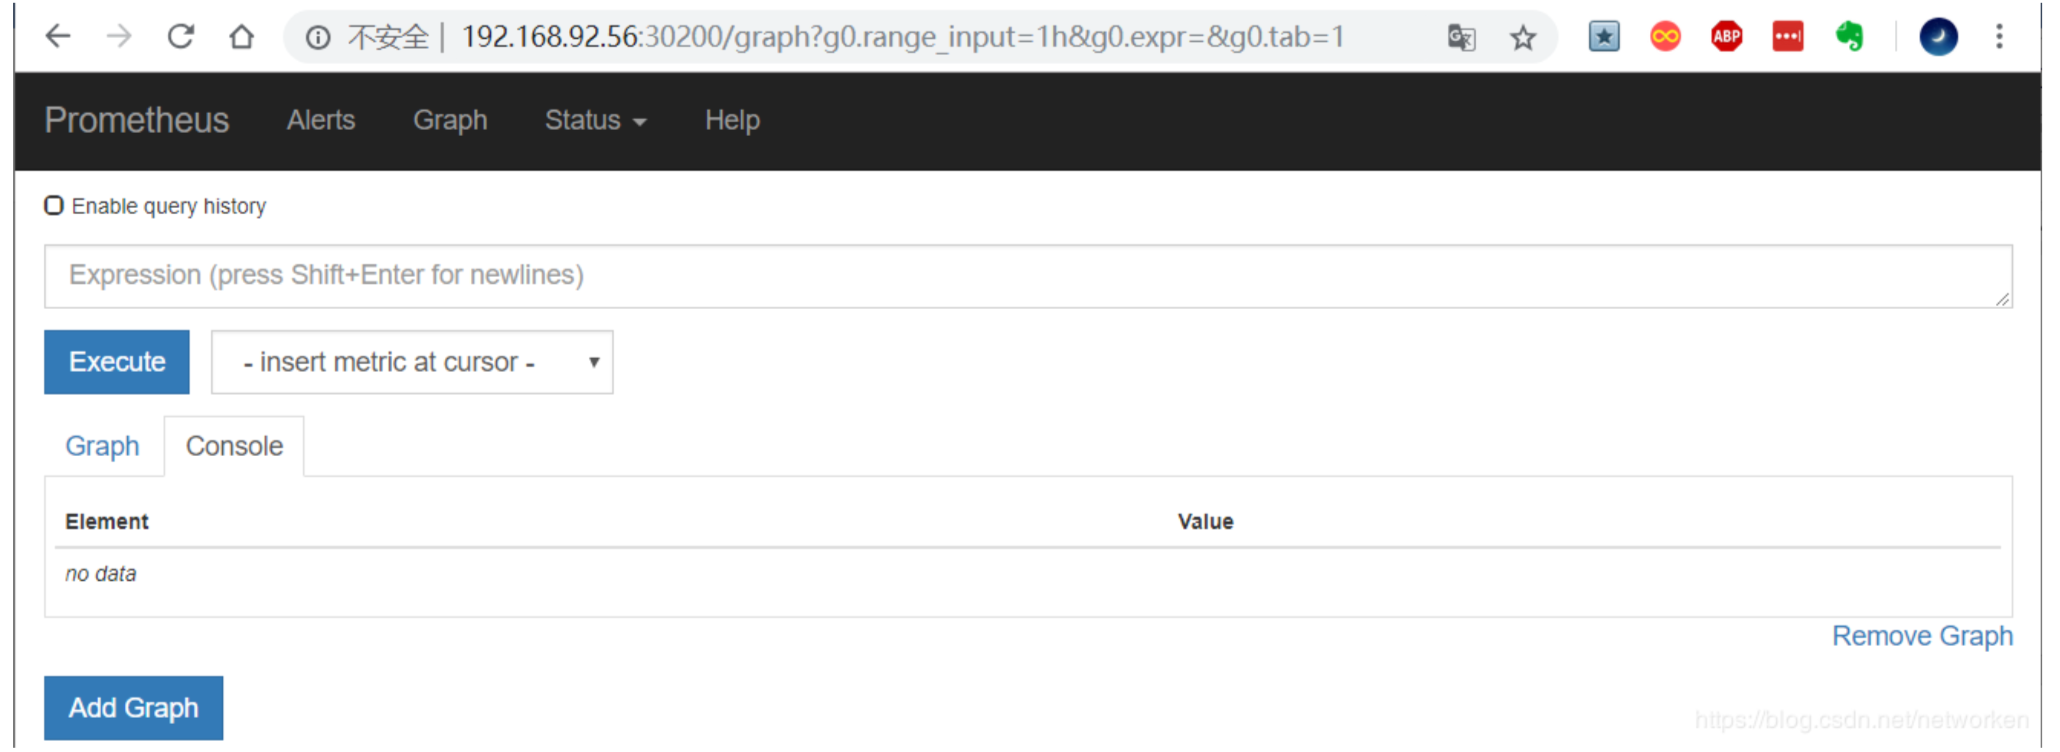 不安全 | 192.168.92.56:30200/graph?g0.range_input=1h&g0.expr=&g0.tab=1 ABP
Prometheus Alerts Graph Status Help
Enable query history
Expression (press Shift+Enter for newlines)
Execute - insert metric at cursor -
Graph Console
Element Value
no data
Remove Graph
Add Graph
https://blog.csdn.net/networken